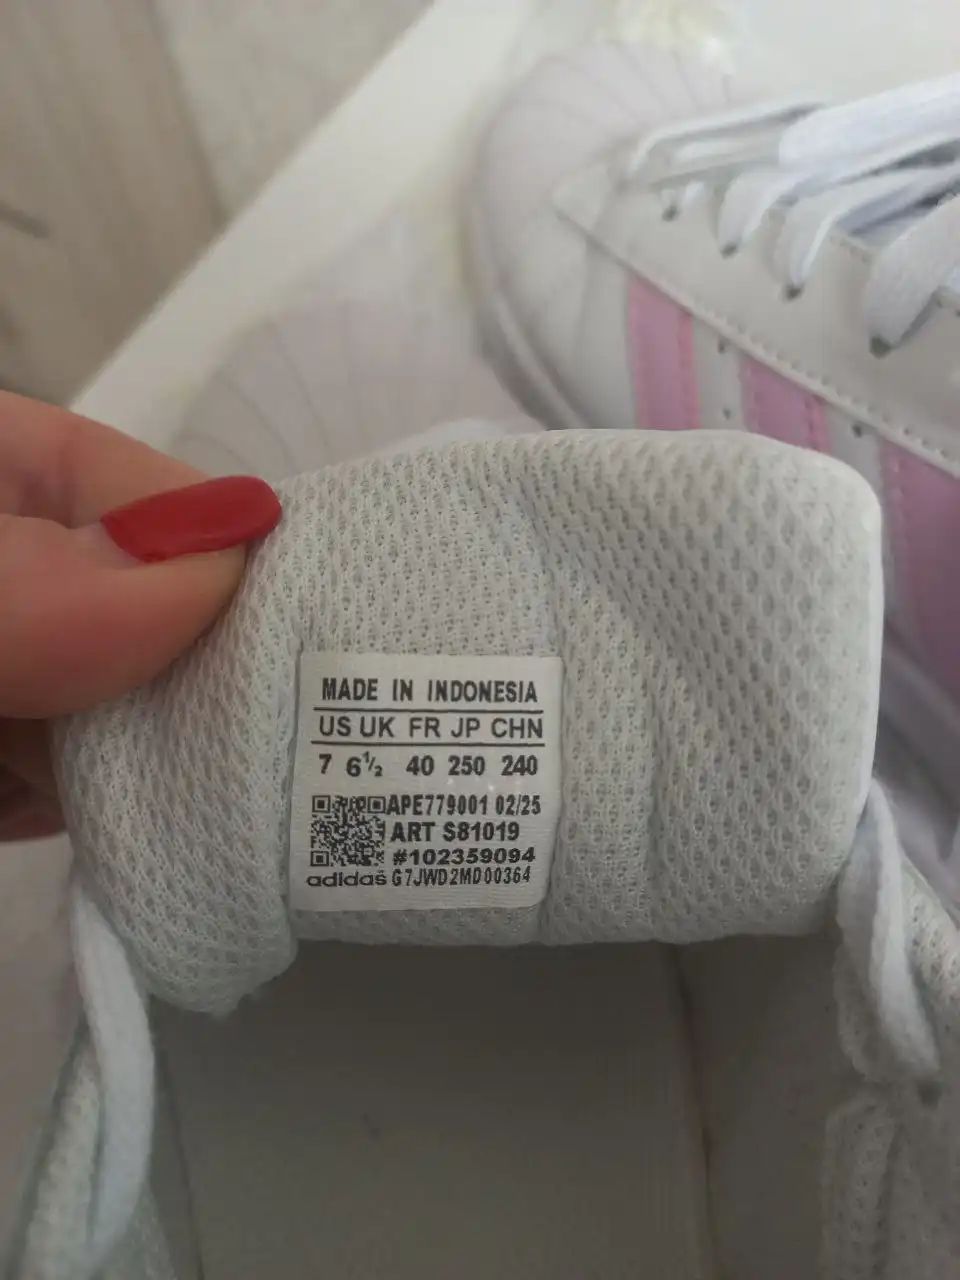 MADE IN INDONESIA
US UK FR JP CHN
7 6½ 40 250 240
APE779001 02/25
ART S81019
#102359094
adidas G7JWD2MD00364